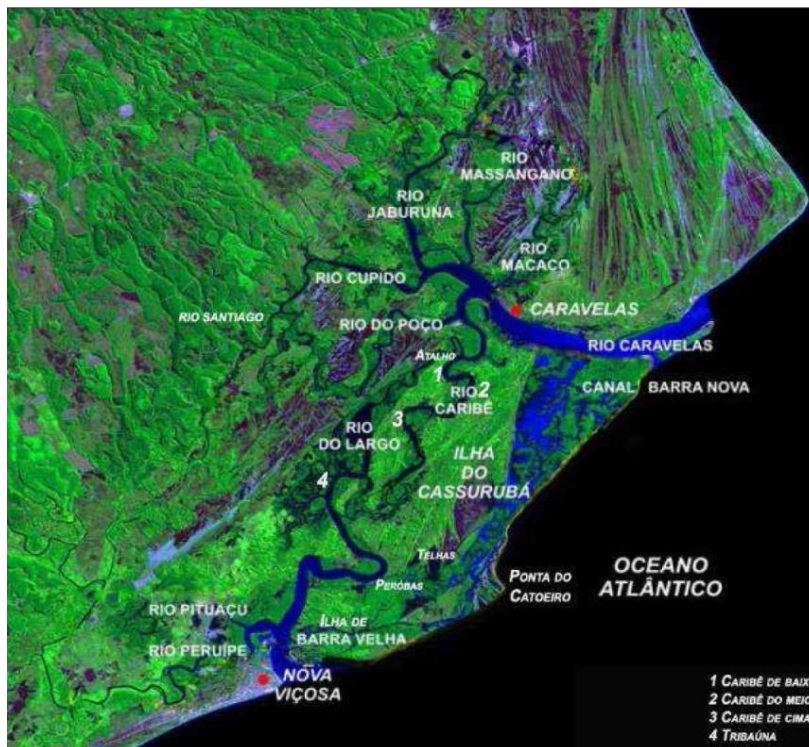 RIO
MASSANGANO
RIO
JABURUNA
RIO
MACACO
RIO CUPIDO
RIO SANTIAGO
CARAVELAS
RIO DO POÇO
RIO CARAVELAS
ATALHO
1
2
RIO
CARIBÊ
CANAL BARRA NOVA
3
RIO
DO LARGO
ILHA
DO
CASSURUBÁ
4
TELHAS
PERÓBAS
PONTA DO
CATOEIRO
OCEANO
ATLÂNTICO
RIO PITUAÇU
ILHA DE
BARRA VELHA
RIO PERUÍPE
NOVA
VIÇOSA
1 CARIBÊ DE BAIX
2 CARIBÊ DO MEIO
3 CARIBÊ DE CIMA
4 TRIBAÚNA